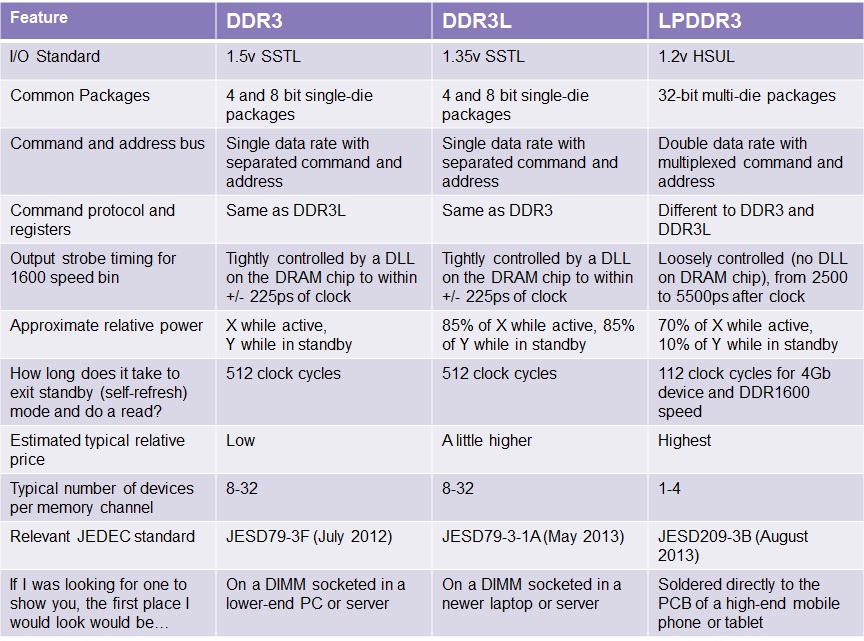 Feature DDR3 DDR3L LPDDR3
I/O Standard 1.5v SSTL 1.35v SSTL 1.2v HSUL
Common Packages 4 and 8 bit single-die 4 and 8 bit single-die 32-bit multi-die packages
packages packages
Command and address bus Single data rate with Single data rate with Double data rate with
separated command and separated command and multiplexed command and
address address address
Command protocol and Same as DDR3L Same as DDR3 Different to DDR3 and
registers DDR3L
Output strobe timing for Tightly controlled by a DLL Tightly controlled by a DLL Loosely controlled (no DLL
1600 speed bin on the DRAM chip to within on the DRAM chip to within on DRAM chip), from 2500
+/- 225ps of clock +/- 225ps of clock to 5500ps after clock
Approximate relative power X while active, 85% of X while active, 85% 70% of X while active,
Y while in standby of Y while in standby 10% of Y while in standby
How long does it take to 512 clock cycles 512 clock cycles 112 clock cycles for 4Gb
exit standby (self-refresh) device and DDR1600
mode and do a read? speed
Estimated typical relative Low A little higher Highest
price
Typical number of devices 8-32 8-32 1-4
per memory channel
Relevant JEDEC standard JESD79-3F (July 2012) JESD79-3-1A (May 2013) JESD209-3B (August
2013)
If I was looking for one to On a DIMM socketed in a On a DIMM socketed in a Soldered directly to the
show you, the first place I lower-end PC or server newer laptop or server PCB of a high-end mobile
would look would be… phone or tablet